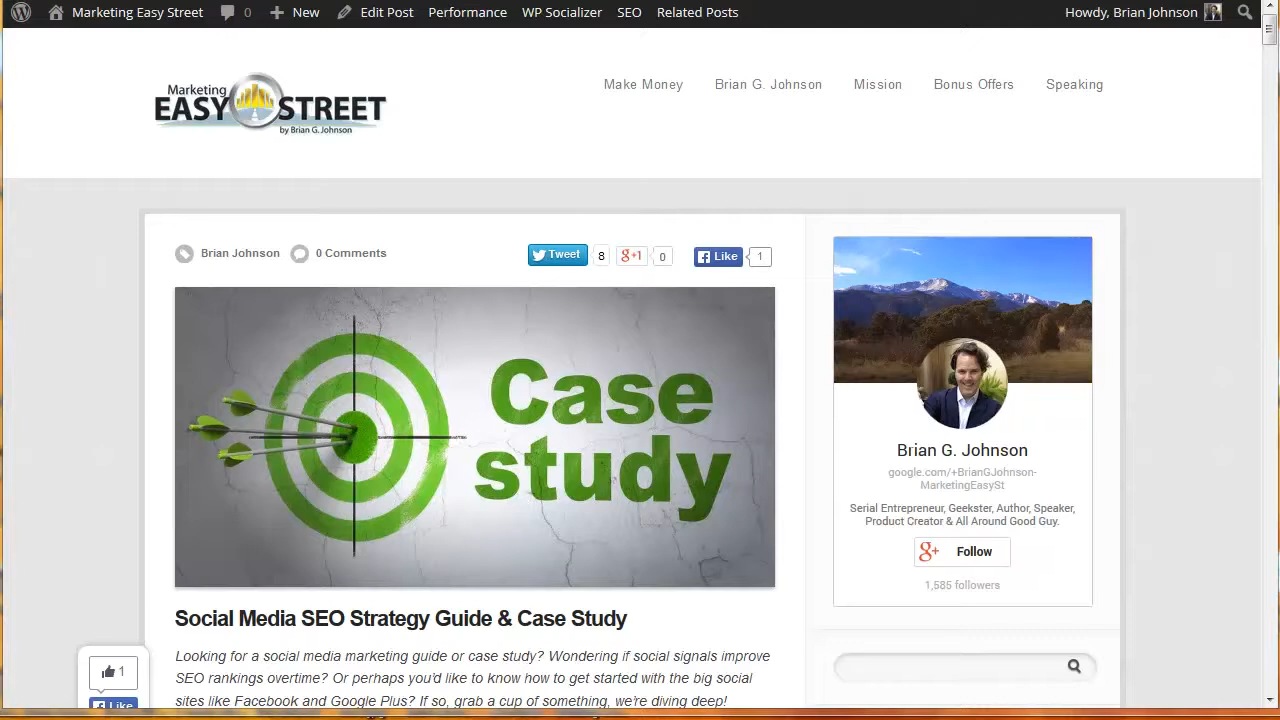 Marketing Easy Street 0 New Edit Post Performance WP Socializer SEO Related Posts Howdy, Brian Johnson
Marketing
EASY STREET
by Brian G. Johnson
Make Money Brian G. Johnson Mission Bonus Offers Speaking
Brian Johnson 0 Comments Tweet 8 g+1 0 Like 1
Case
study
Brian G. Johnson
google.com/+BrianGJohnson-
MarketingEasySt
Serial Entrepreneur, Geekster, Author, Speaker,
Product Creator & All Around Good Guy.
g+ Follow
1,585 followers
Social Media SEO Strategy Guide & Case Study
Looking for a social media marketing guide or case study? Wondering if social signals improve
SEO rankings overtime? Or perhaps you'd like to know how to get started with the big social
sites like Facebook and Google Plus? If so, grab a cup of something, we're diving deep!
1
Like